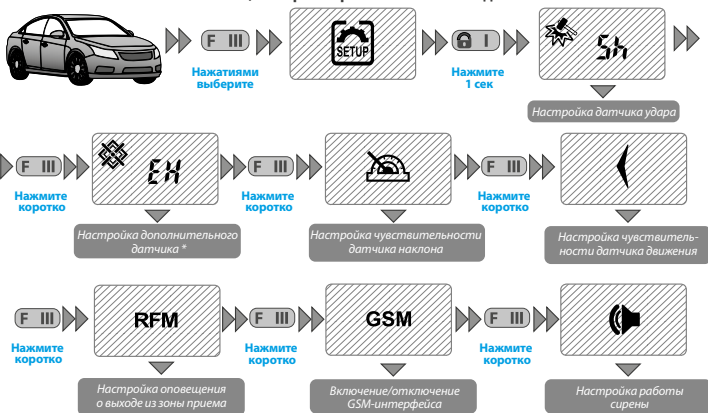 F III
SETUP
I
Sh
Нажатиями
выберите
Нажмите
1 сек
Настройка датчика удара
F III
EH
F III
F III
Нажмите
коротко
Нажмите
коротко
Нажмите
коротко
Настройка дополнительного
датчика *
Настройка чувствительности
датчика наклона
Настройка чувствитель-
ности датчика движения
F III
RFM
F III
GSM
F III
Нажмите
коротко
Нажмите
коротко
Нажмите
коротко
Настройка оповещения
о выходе из зоны приема
Включение/отключение
GSM-интерфейса
Настройка работы
сирены